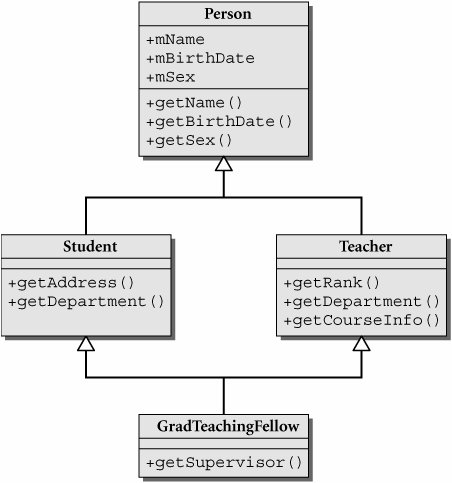 Person
+mName
+mBirthDate
+mSex
+getName()
+getBirthDate()
+getSex()
Student
+getAddress()
+getDepartment()
Teacher
+getRank()
+getDepartment()
+getCourseInfo()
GradTeachingFellow
+getSupervisor()